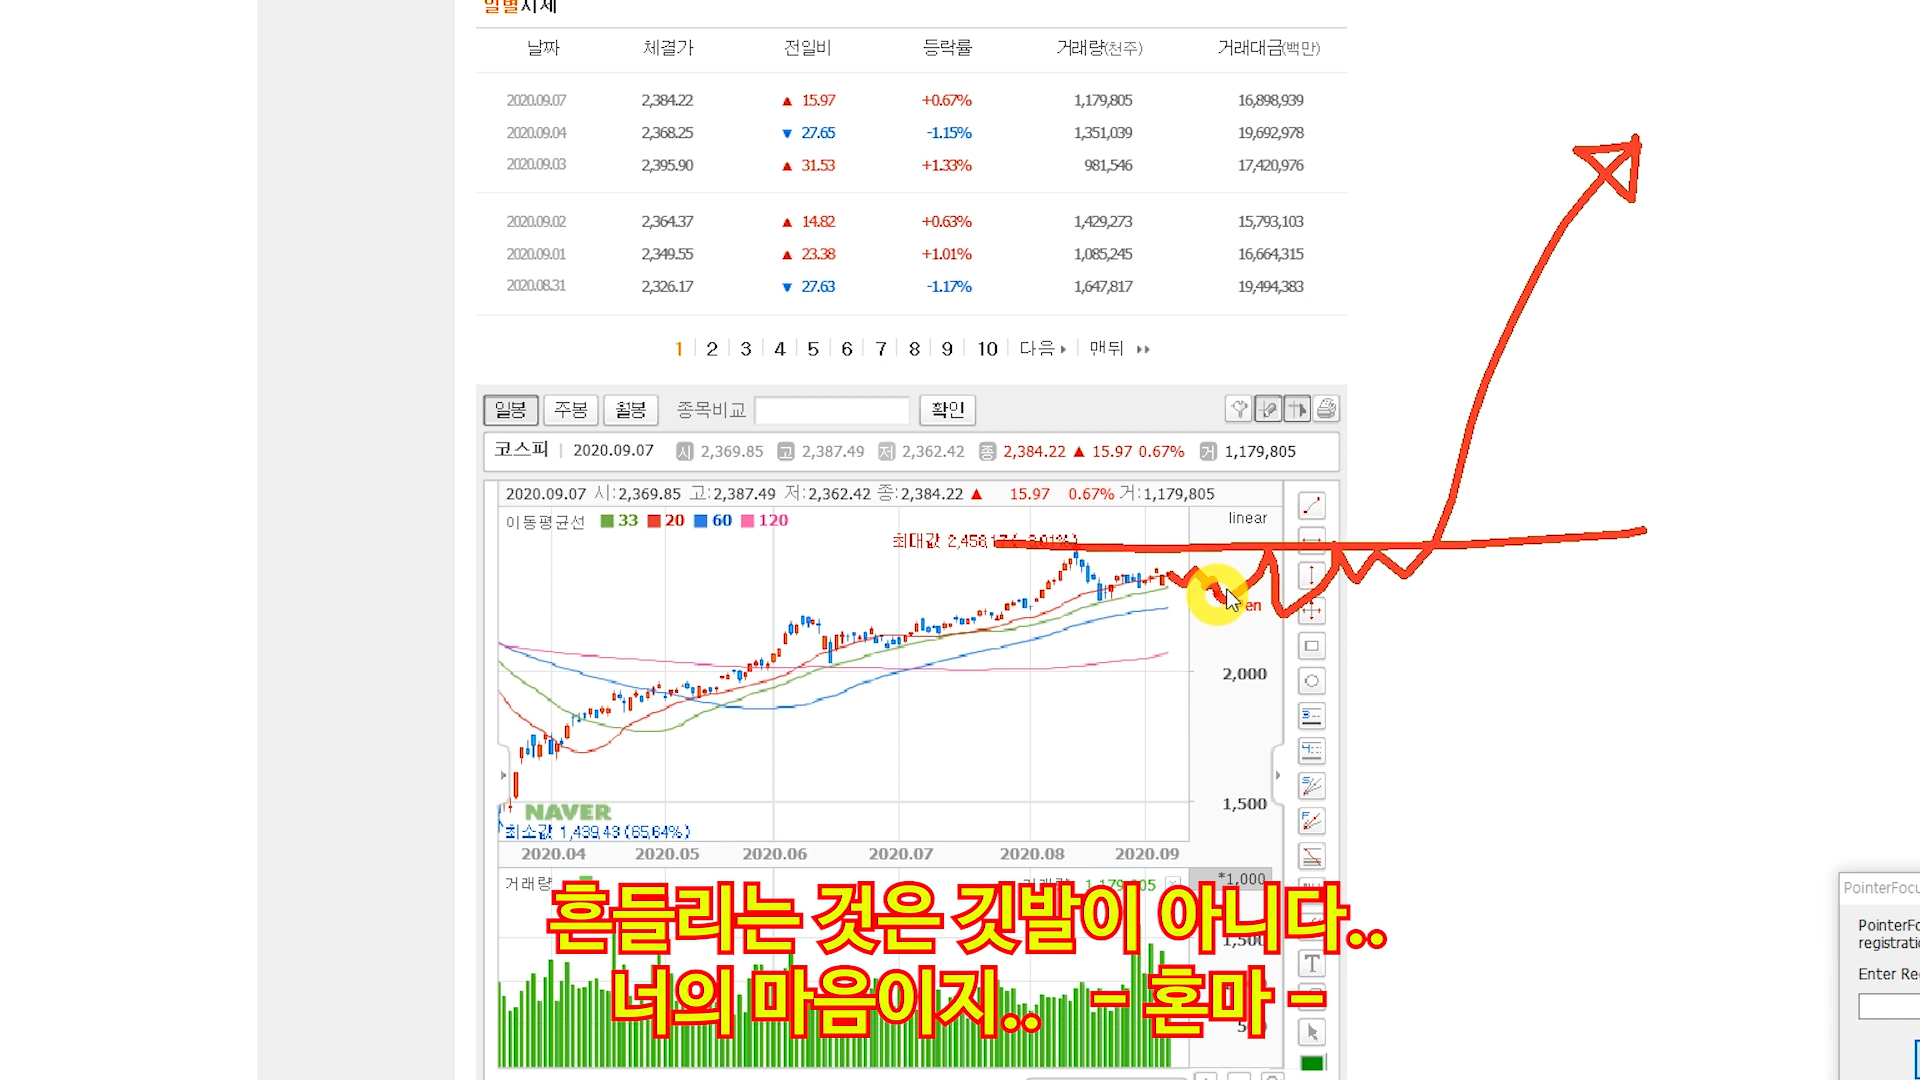 일별시세
날짜 체결가 전일비 등락률 거래량(천주) 거래대금(백만)
2020.09.07 2,384.22 ▲ 15.97 +0.67% 1,179,805 16,898,939
2020.09.04 2,368.25 ▼ 27.65 -1.15% 1,351,039 19,692,978
2020.09.03 2,395.90 ▲ 31.53 +1.33% 981,546 17,420,976
2020.09.02 2,364.37 ▲ 14.82 +0.63% 1,429,273 15,793,103
2020.09.01 2,349.55 ▲ 23.38 +1.01% 1,085,245 16,664,315
2020.08.31 2,326.17 ▼ 27.63 -1.17% 1,647,817 19,494,383
1 2 3 4 5 6 7 8 9 10 다음 맨뒤
일봉 주봉 월봉 종목비교 확인
코스피 2020.09.07 시 2,369.85 고 2,387.49 저 2,362.42 종 2,384.22 ▲ 15.97 0.67% 거 1,179,805
2020.09.07 시:2,369.85 고:2,387.49 저:2,362.42 종:2,384.22 ▲ 15.97 0.67% 거:1,179,805
이동평균선 33 20 60 120
linear
최대값 2,458.17
en
2,000
1,500
NAVER
최소값 1,439.43 (65.64%)
2020.04 2020.05 2020.06 2020.07 2020.08 2020.09
거래량 1,179,805 *1,000
흔들리는 것은 깃발이 아니다..
1,500
T
너의 마음이지.. - 혼마 -
PointerFocu
PointerFo
registratio
Enter Re